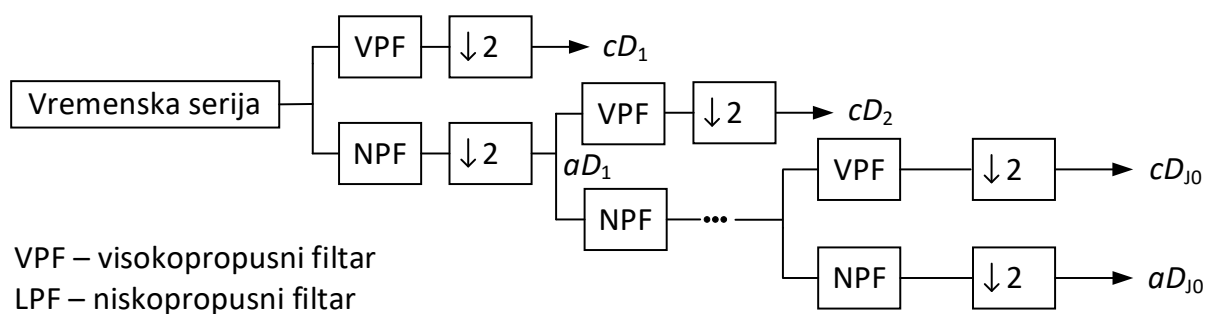 VPF ↓2 cD1
Vremenska serija
VPF ↓2 cD2
NPF ↓2 aD1
VPF ↓2 cDJ0
NPF •••
VPF – visokopropusni filtar
NPF ↓2 aDJ0
LPF – niskopropusni filtar